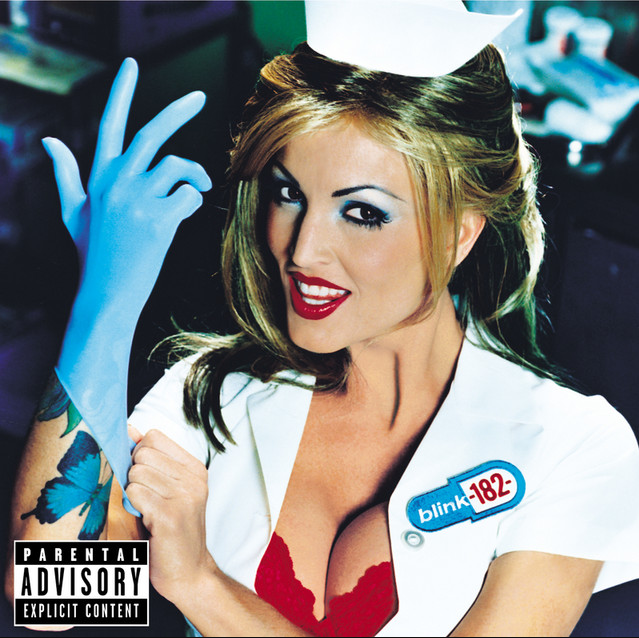 blink-182-
PARENTAL
ADVISORY
EXPLICIT CONTENT